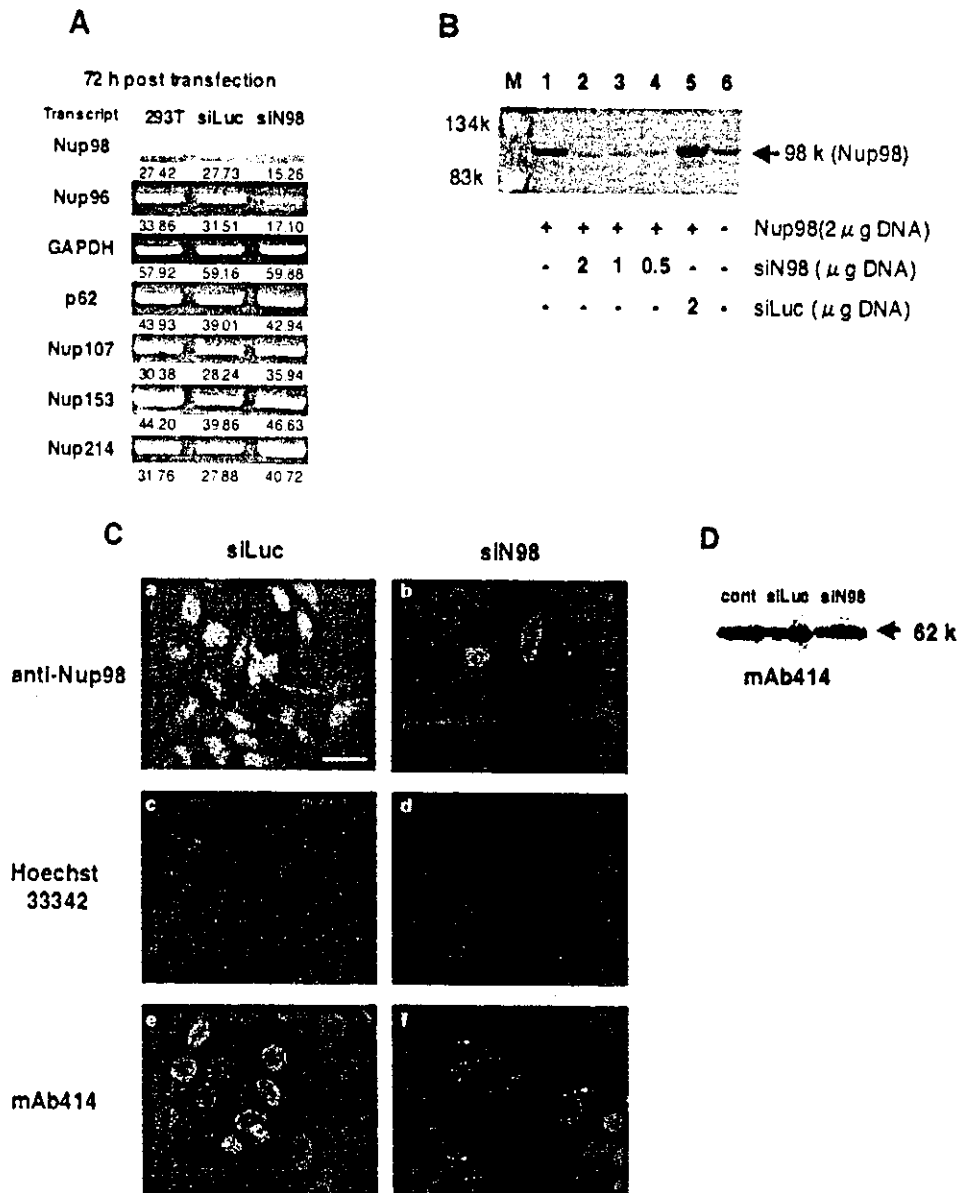 A
72 h post transfection
Transcript 293T siLuc siN98
Nup98
27.42 27.73 15.26
Nup96
33.86 31.51 17.10
GAPDH
57.92 59.16 59.88
p62
43.93 39.01 42.94
Nup107
30.38 28.24 35.94
Nup153
44.20 39.86 46.63
Nup214
31.76 27.88 40.72
B
M 1 2 3 4 5 6
134k
98 k (Nup98)
83k
+ + + + + - Nup98(2 μg DNA)
- 2 1 0.5 - - siN98 (μg DNA)
- - - - 2 - siLuc (μg DNA)
C
siLuc siN98
a b
anti-Nup98
c d
Hoechst
33342
e f
mAb414
D
cont siLuc siN98
62 k
mAb414